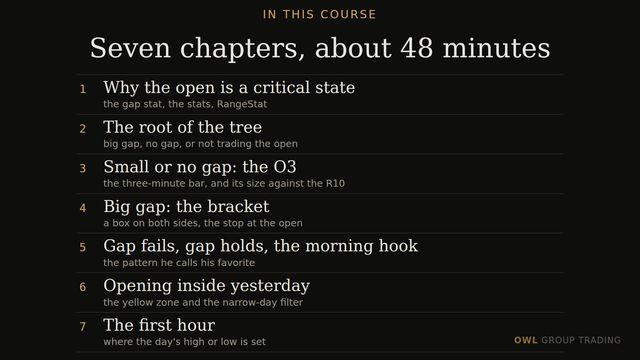 IN THIS COURSE
Seven chapters, about 48 minutes
1 Why the open is a critical state
the gap stat, the stats, RangeStat
2 The root of the tree
big gap, no gap, or not trading the open
3 Small or no gap: the O3
the three-minute bar, and its size against the R10
4 Big gap: the bracket
a box on both sides, the stop at the open
5 Gap fails, gap holds, the morning hook
the pattern he calls his favorite
6 Opening inside yesterday
the yellow zone and the narrow-day filter
7 The first hour
where the day's high or low is set
OWL GROUP TRADING